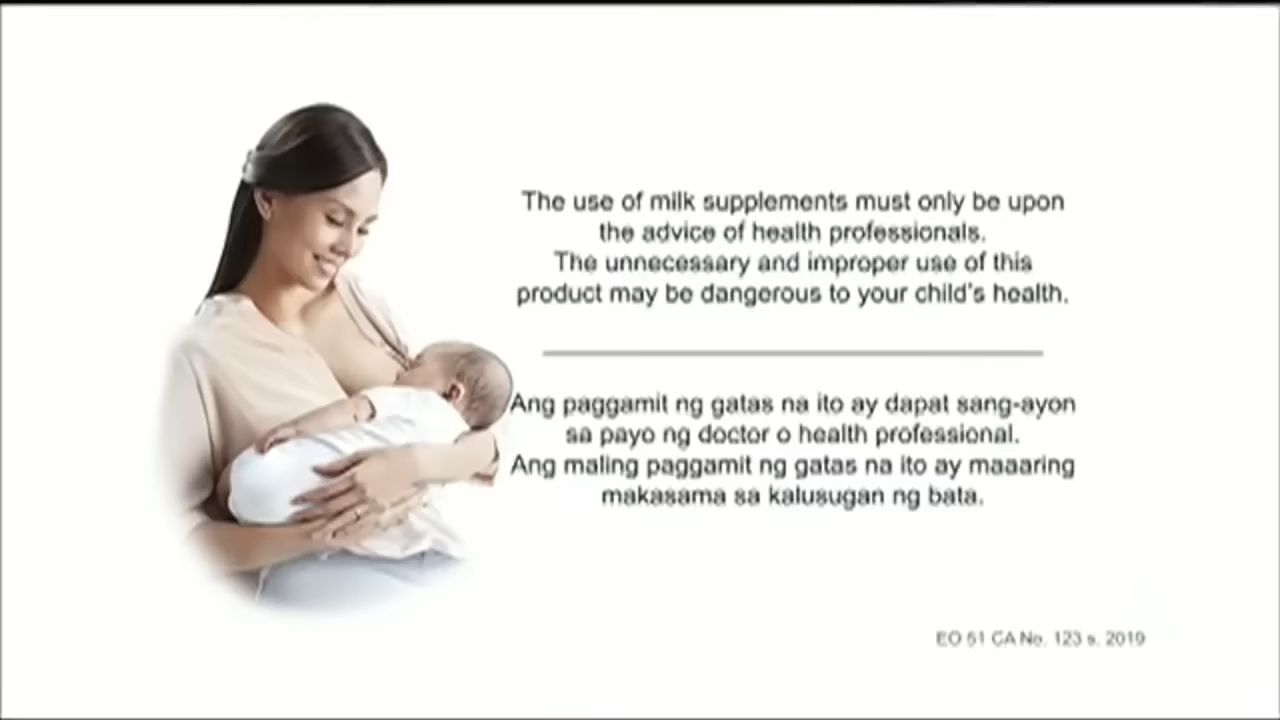 The use of milk supplements must only be upon
the advice of health professionals.
The unnecessary and improper use of this
product may be dangerous to your child's health.
Ang paggamit ng gatas na ito ay dapat sang-ayon
sa payo ng doctor o health professional.
Ang maling paggamit ng gatas na ito ay maaaring
makasama sa kalusugan ng bata.
EO 51 CA No. 123 s. 2019